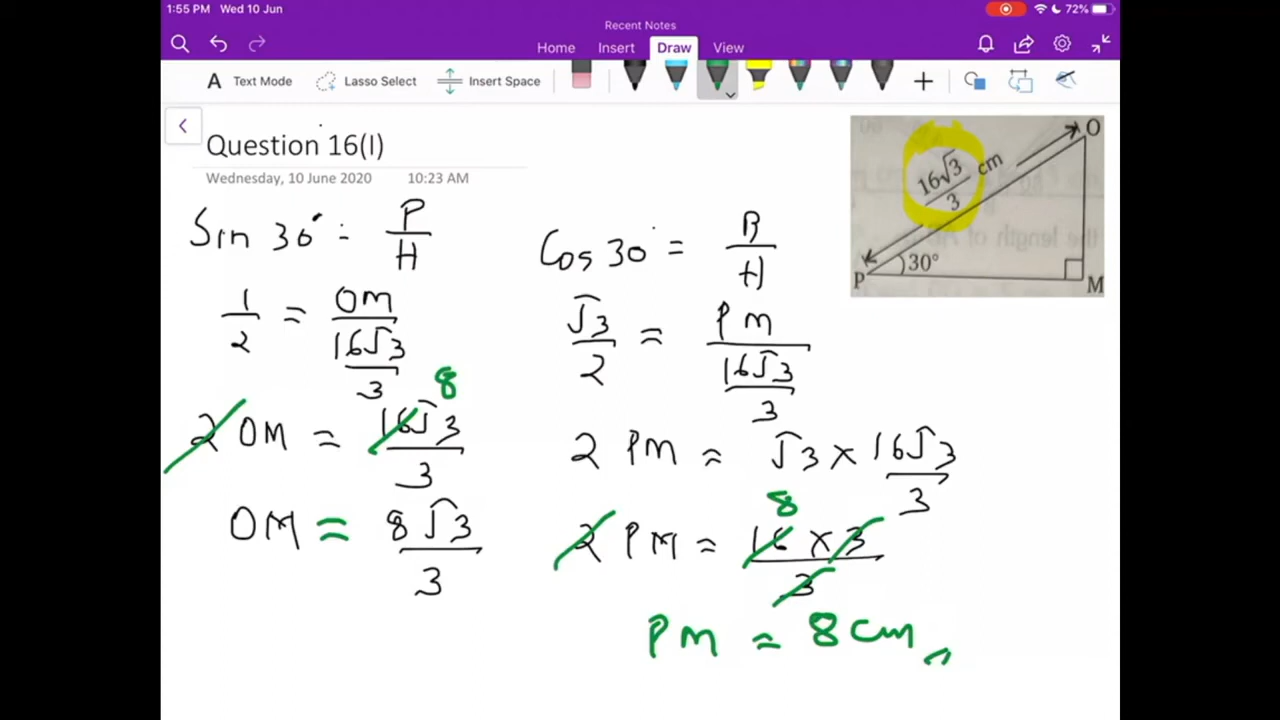 1:55 PM Wed 10 Jun
72%
Recent Notes
Home Insert Draw View
A Text Mode Lasso Select Insert Space
Question 16(I)
Wednesday, 10 June 2020 10:23 AM
Sin 30° = P/H
1/2 = OM/(16√3/3)
2 OM = 16√3/3
8
OM = 8√3/3
Cos 30° = B/H
√3/2 = PM/(16√3/3)
2 PM = √3 × 16√3/3
8
2 PM = 16 × 3/3
PM = 8 cm
O
16√3/3 cm
the length of
P 30° M